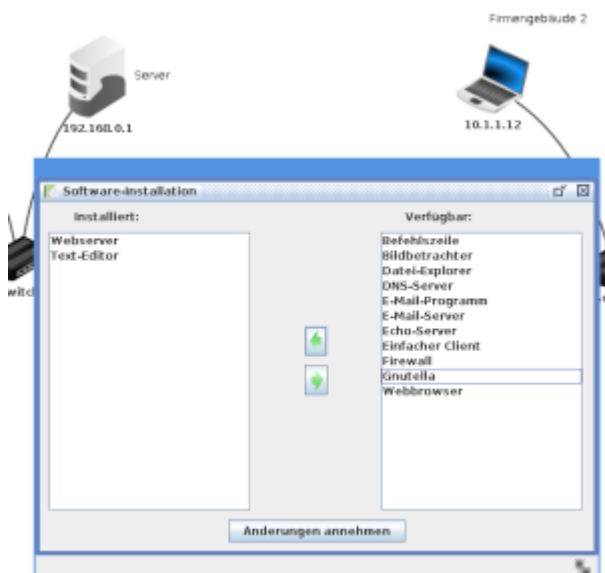 Firmengebäude 2
Server
192.168.0.1
10.1.1.12
Software-Installation
Installiert:
Verfügbar:
Webserver
Text-Editor
Befehlszeile
Bildbetrachter
Datei-Explorer
DNS-Server
E-Mail-Programm
E-Mail-Server
Echo-Server
Einfacher Client
Firewall
Gnutella
Webbrowser
witch
Änderungen annehmen